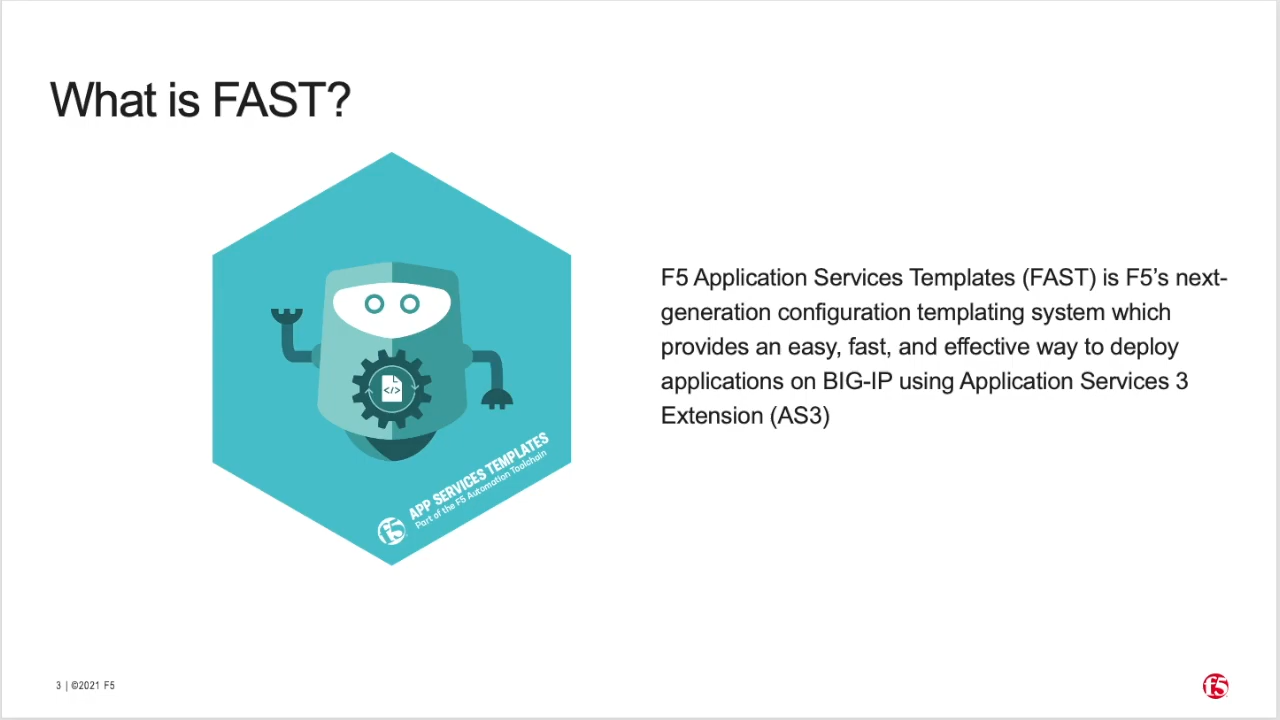 What is FAST?
F5 Application Services Templates (FAST) is F5’s next-
generation configuration templating system which
provides an easy, fast, and effective way to deploy
applications on BIG-IP using Application Services 3
Extension (AS3)
</>
APP SERVICES TEMPLATES
Part of the F5 Automation Toolchain
f5
3 | ©2021 F5
f5